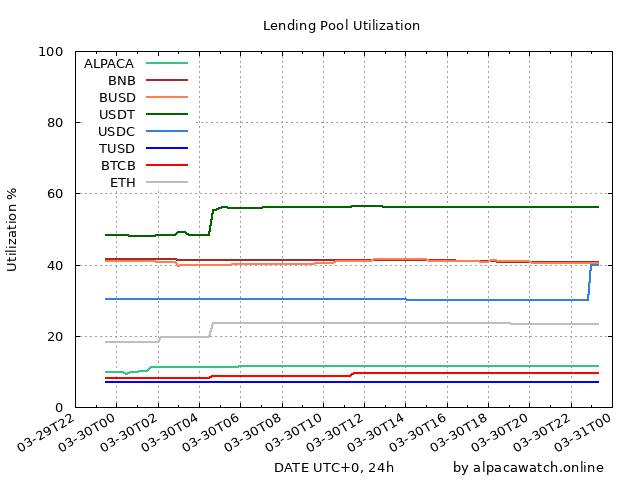 Lending Pool Utilization
100
80
60
40
20
0
Utilization %
ALPACA
BNB
BUSD
USDT
USDC
TUSD
BTCB
ETH
03-29T22
03-30T00
03-30T02
03-30T04
03-30T06
03-30T08
03-30T10
03-30T12
03-30T14
03-30T16
03-30T18
03-30T20
03-30T22
03-31T00
DATE UTC+0, 24h
by alpacawatch.online